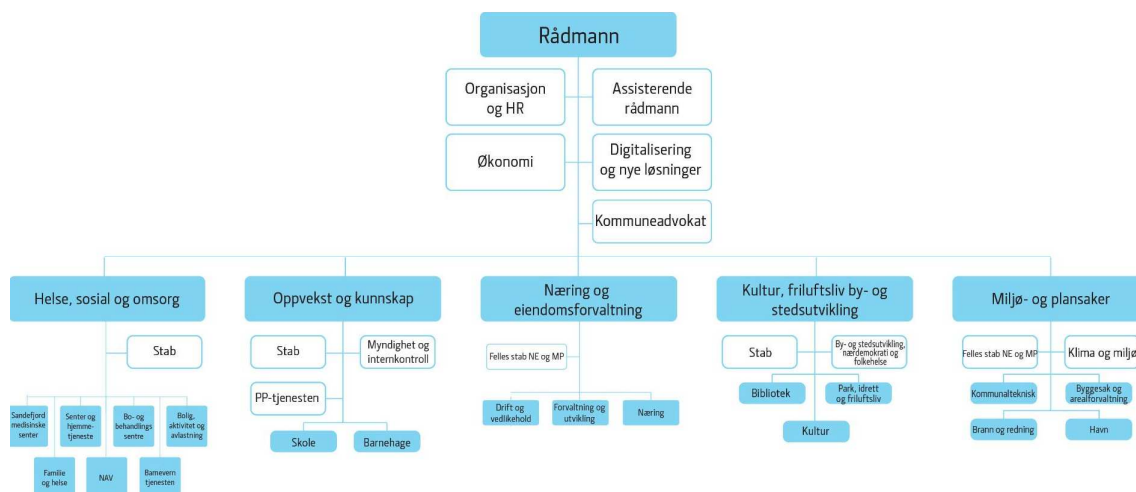 Rådmann
Organisasjon
og HR
Assisterende
rådmann
Økonomi
Digitalisering
og nye løsninger
Kommuneadvokat
Helse, sosial og omsorg
Oppvekst og kunnskap
Næring og
eiendomsforvaltning
Kultur, friluftsliv by- og
stedsutvikling
Miljø- og plansaker
Stab
Stab
Myndighet og
internkontroll
Felles stab NE og MP
Stab
By- og stedsutvikling,
nærdemokrati og
folkehelse
Felles stab NE og MP
Klima og miljø
PP-tjenesten
Bibliotek
Park, idrett
og friluftsliv
Kommunalteknisk
Byggesak og
arealforvaltning
Sandefjord
medisinske
senter
Senter og
hjemme-
tjeneste
Bo- og
behandlings
sentre
Bolig,
aktivitet og
avlastning
Drift og
vedlikehold
Forvaltning og
utvikling
Næring
Skole
Barnehage
Kultur
Brann og redning
Havn
Familie
og helse
NAV
Barnevern
tjenesten